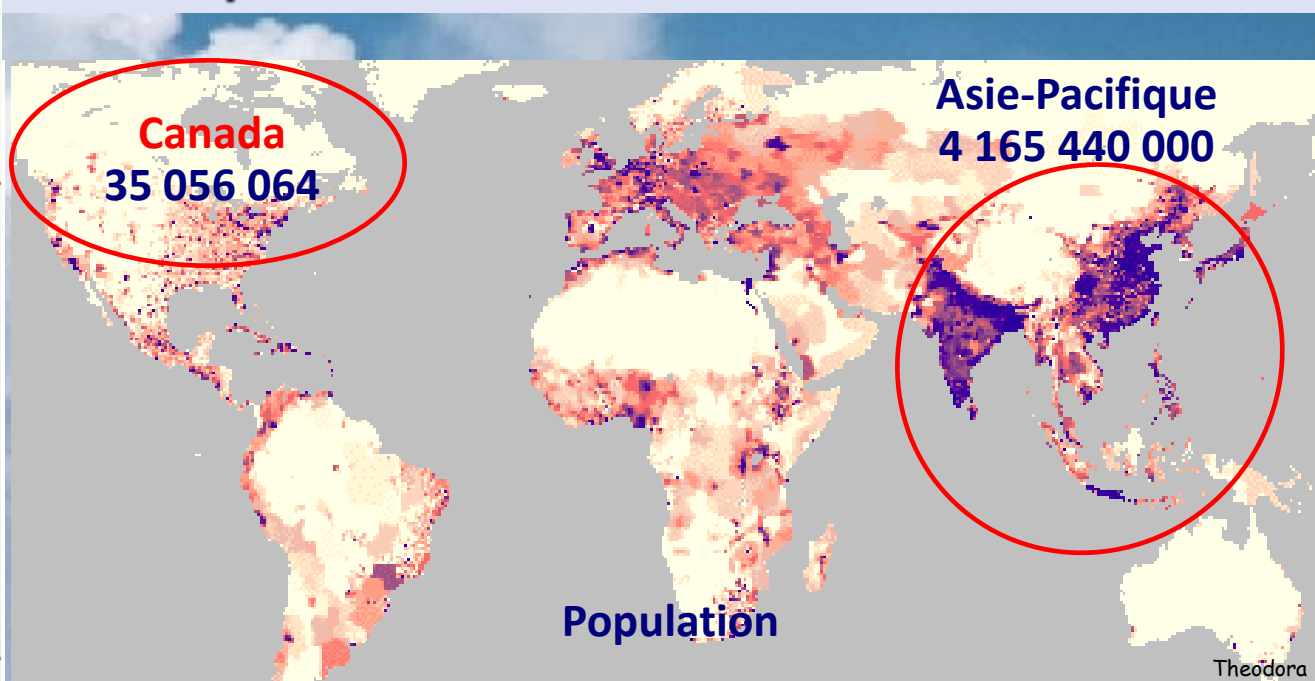 Canada
35 056 064
Asie-Pacifique
4 165 440 000
Population
Theodora